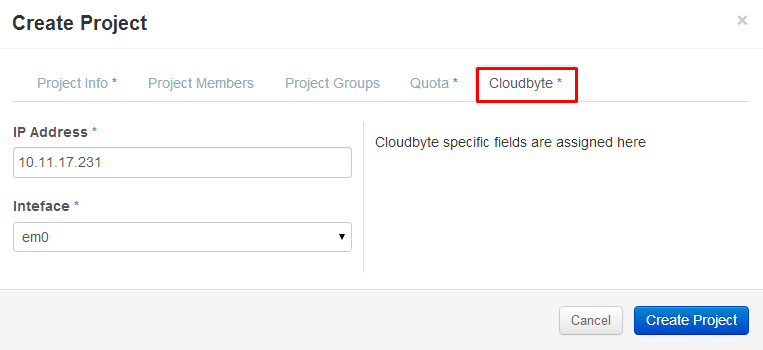 Create Project ×
Project Info * Project Members Project Groups Quota * Cloudbyte *
IP Address *
10.11.17.231
Cloudbyte specific fields are assigned here
Inteface *
em0
Cancel Create Project